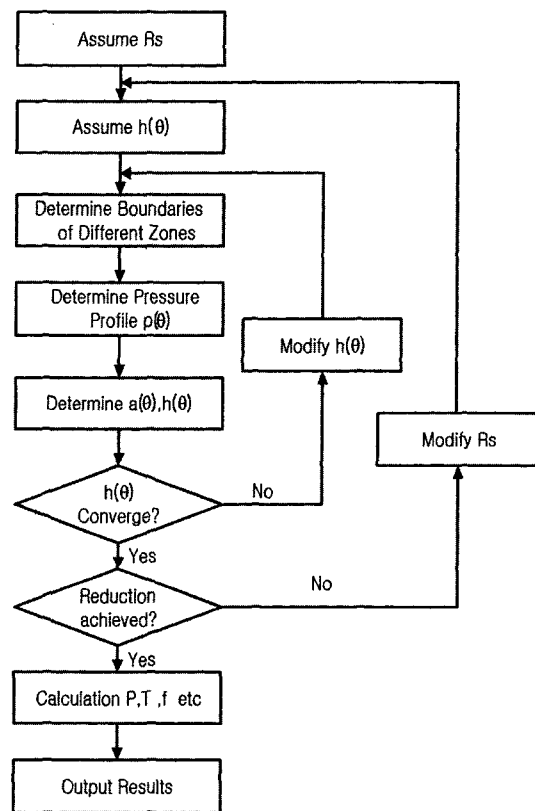 Assume Rs
Assume h(θ)
Determine Boundaries
of Different Zones
Determine Pressure
Profile p(θ)
Modify h(θ)
Determine a(θ),h(θ)
Modify Rs
h(θ)
Converge?
No
Yes
Reduction
achieved?
No
Yes
Calculation P,T ,f etc
Output Results